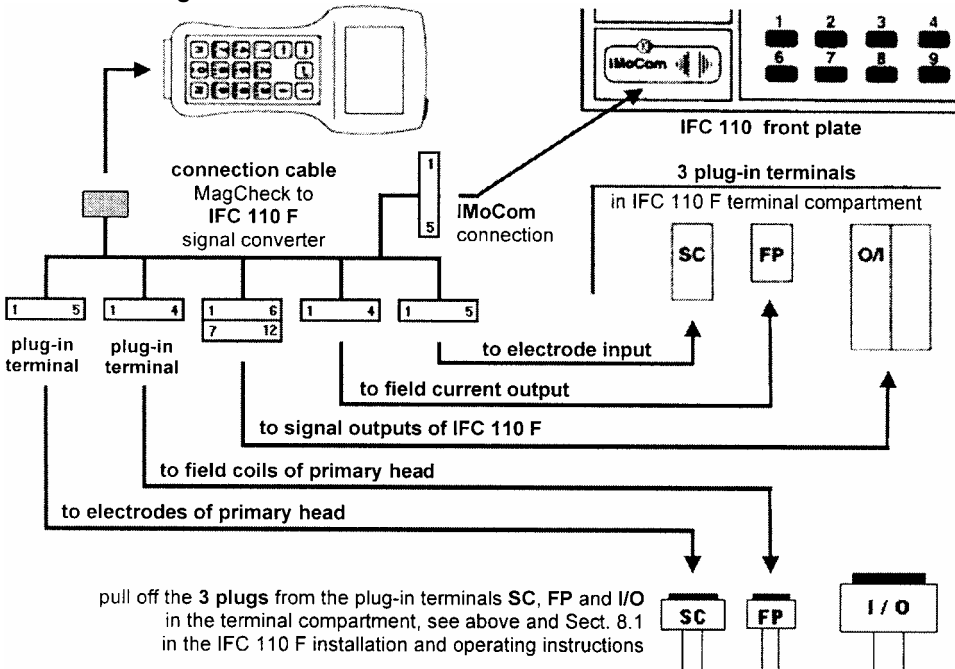 1 2 3 4
6 7 8 9
IMoCom
IFC 110 front plate
connection cable
MagCheck to
IFC 110 F
signal converter
1
5
IMoCom
connection
3 plug-in terminals
in IFC 110 F terminal compartment
SC
FP
O/I
1 5
1 4
1 6
7 12
1 4
1 5
plug-in
terminal
plug-in
terminal
to electrode input
to field current output
to signal outputs of IFC 110 F
to field coils of primary head
to electrodes of primary head
pull off the 3 plugs from the plug-in terminals SC, FP and I/O
in the terminal compartment, see above and Sect. 8.1
in the IFC 110 F installation and operating instructions
SC
FP
I / O